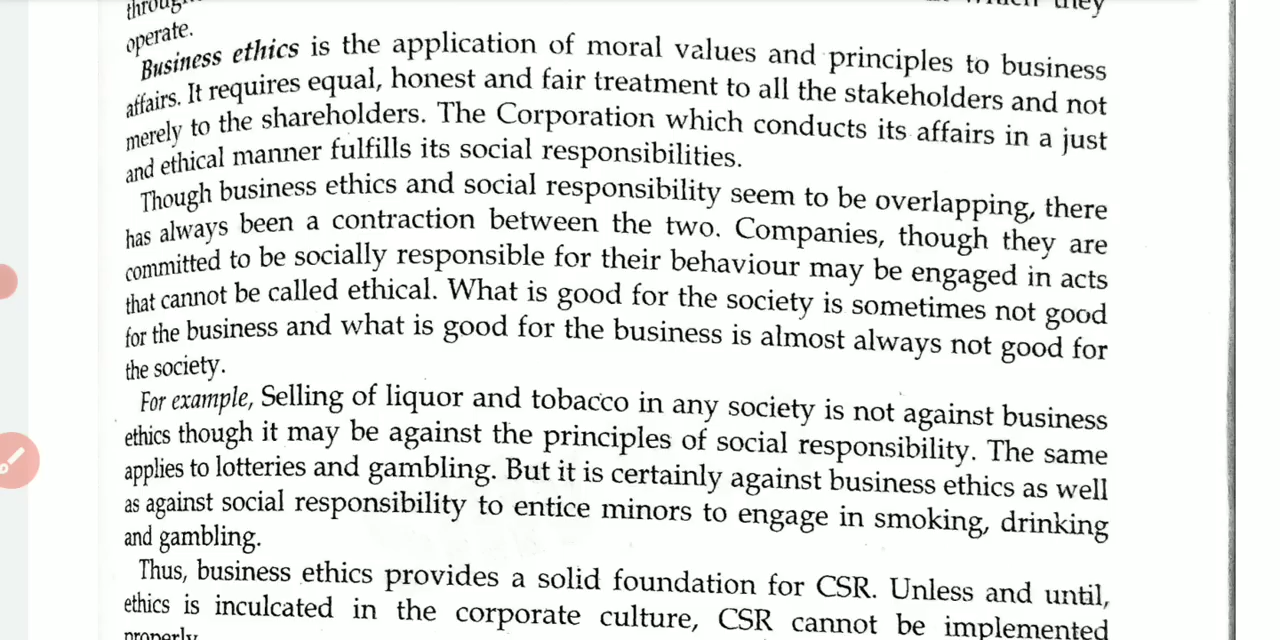 they
operate.
Business ethics is the application of moral values and principles to business
affairs. It requires equal, honest and fair treatment to all the stakeholders and not
merely to the shareholders. The Corporation which conducts its affairs in a just
and ethical manner fulfills its social responsibilities.
Though business ethics and social responsibility seem to be overlapping, there
has always been a contraction between the two. Companies, though they are
committed to be socially responsible for their behaviour may be engaged in acts
that cannot be called ethical. What is good for the society is sometimes not good
for the business and what is good for the business is almost always not good for
the society.
For example, Selling of liquor and tobacco in any society is not against business
ethics though it may be against the principles of social responsibility. The same
applies to lotteries and gambling. But it is certainly against business ethics as well
as against social responsibility to entice minors to engage in smoking, drinking
and gambling.
Thus, business ethics provides a solid foundation for CSR. Unless and until,
ethics is inculcated in the corporate culture, CSR cannot be implemented
properly.